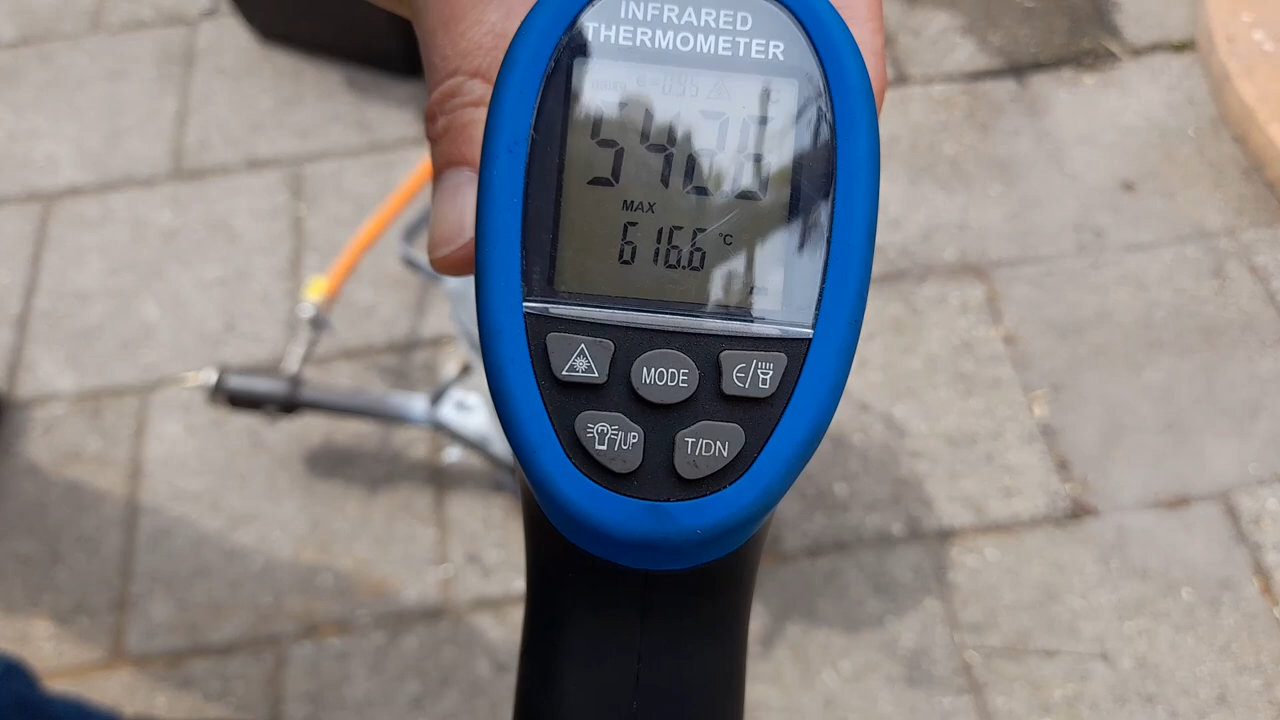 INFRARED
THERMOMETER
MAX
616.6 °C
MODE
Є/
/UP
T/DN